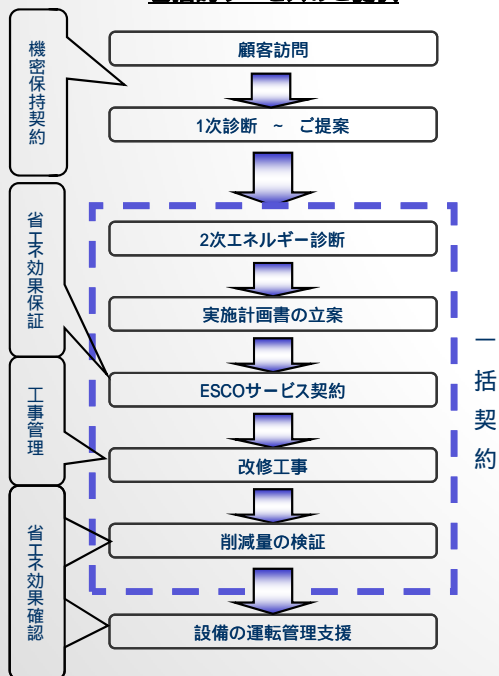 顧客訪問
機密保持契約
1次診断 ~ ご提案
2次エネルギー診断
省エネ効果保証
実施計画書の立案
ESCOサービス契約
一括契約
工事管理
改修工事
削減量の検証
省エネ効果確認
設備の運転管理支援